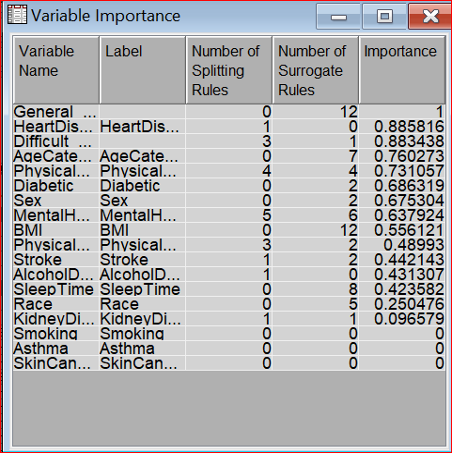 Variable Importance
Variable Name Label Number of Splitting Rules Number of Surrogate Rules Importance
General ... 0 12 1
HeartDis... HeartDis... 1 0 0.885816
Difficult ... 3 1 0.883438
AgeCate... AgeCate... 0 7 0.760273
Physical... Physical... 4 4 0.731057
Diabetic Diabetic 0 2 0.686319
Sex Sex 0 2 0.675304
MentalH... MentalH... 5 6 0.637924
BMI BMI 0 12 0.556121
Physical... Physical... 3 2 0.48993
Stroke Stroke 1 2 0.442143
AlcoholD... AlcoholD... 1 0 0.431307
SleepTime SleepTime 0 8 0.423582
Race Race 0 5 0.250476
KidneyDi... KidneyDi... 1 1 0.096579
Smoking Smoking 0 0 0
Asthma Asthma 0 0 0
SkinCan... SkinCan... 0 0 0